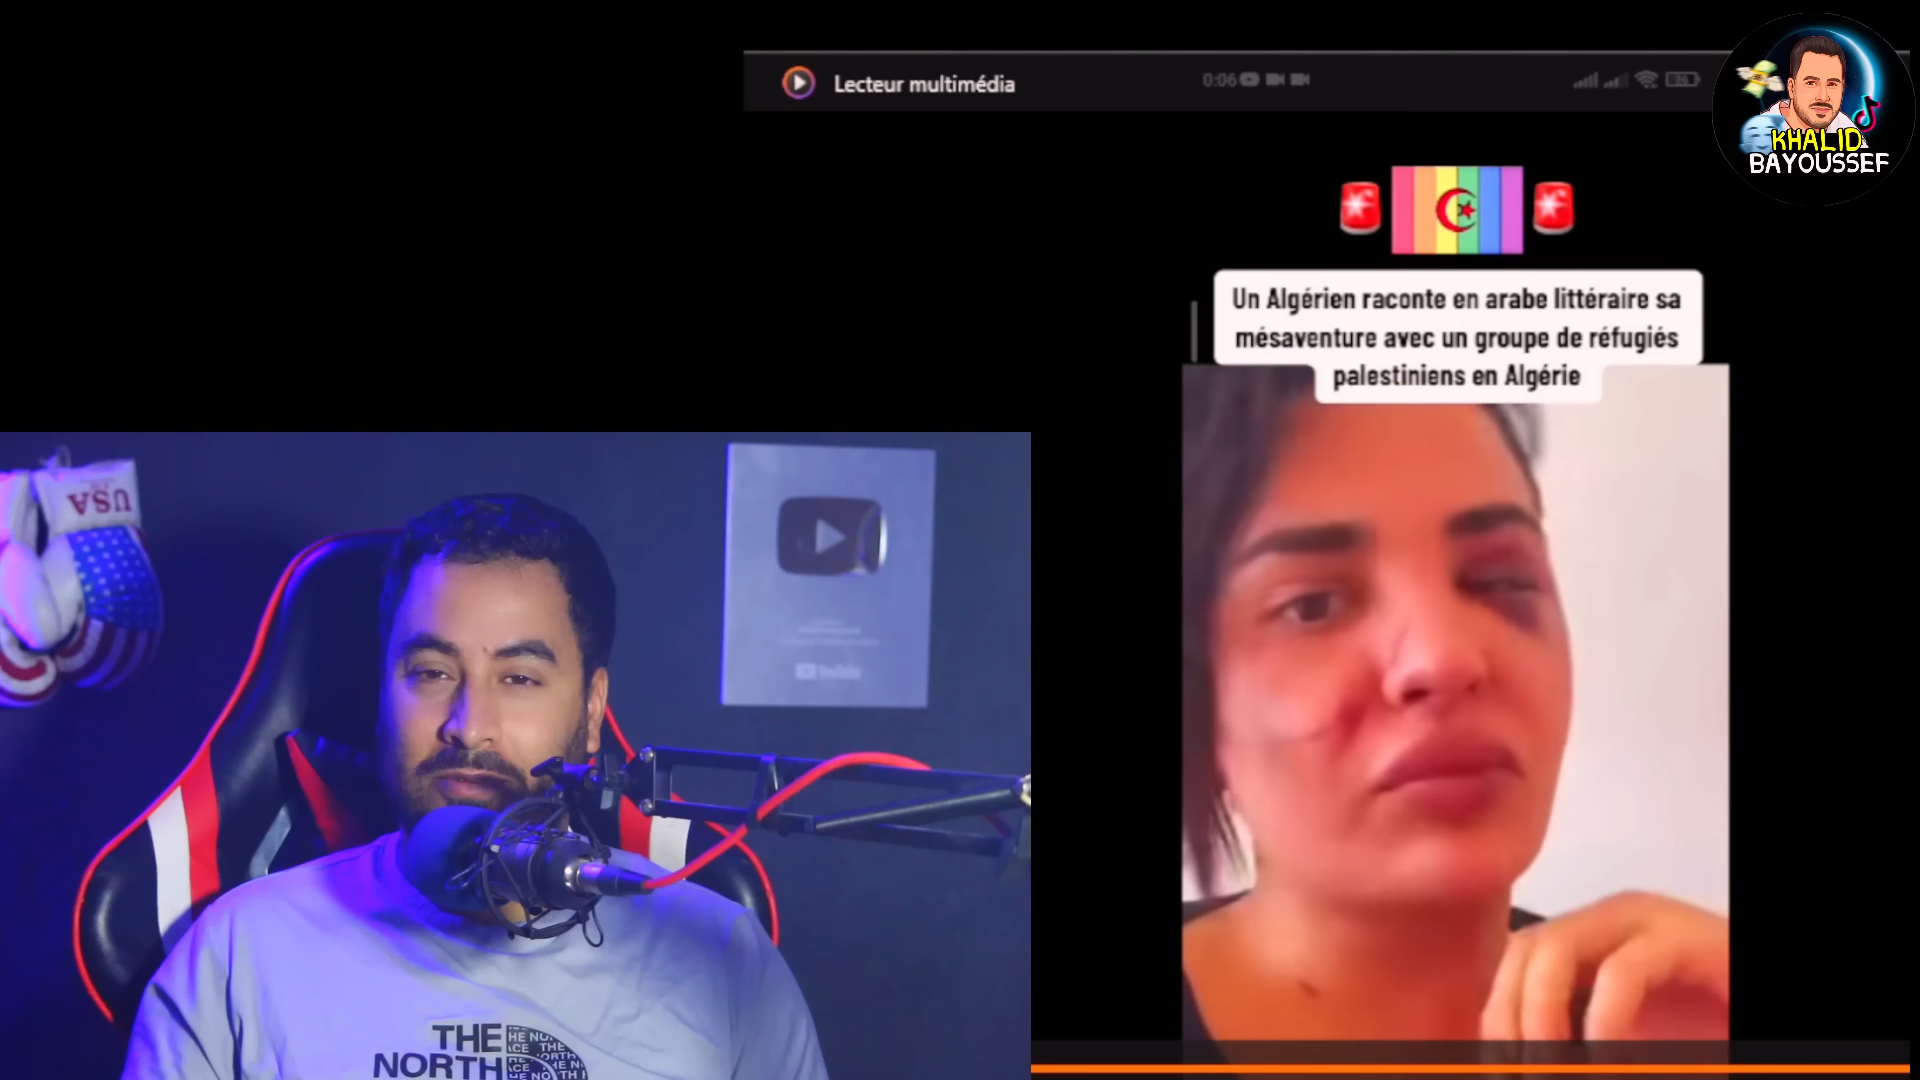 Lecteur multimédia
0:06
KHALID
BAYOUSSEF
Un Algérien raconte en arabe littéraire sa
mésaventure avec un groupe de réfugiés
palestiniens en Algérie
USA
YouTube
THE
NORTH